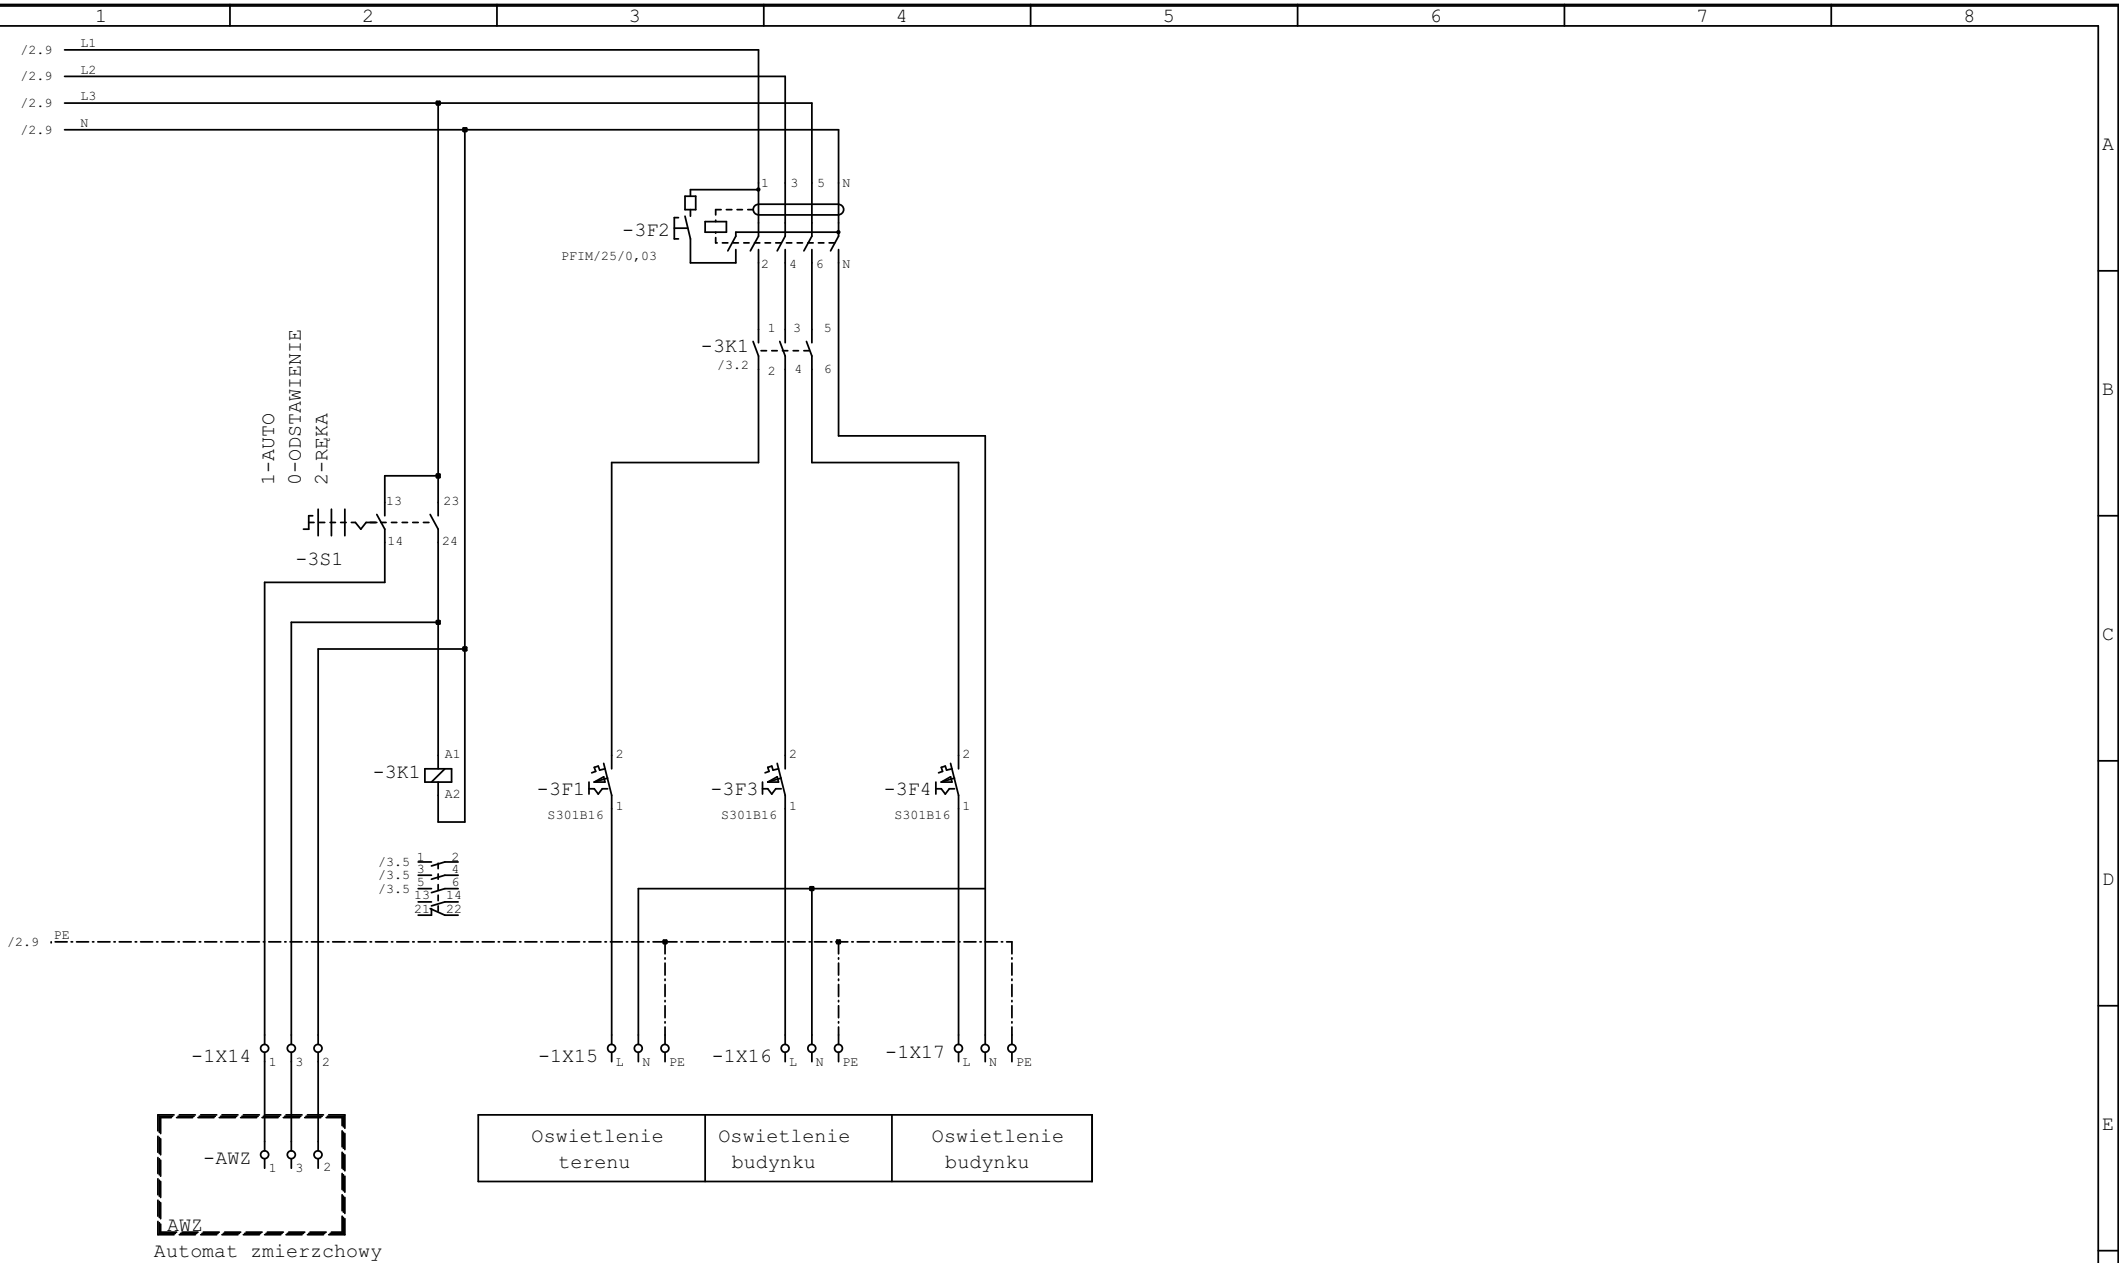 1 2 3 4 5 6 7 8
/2.9 L1
/2.9 L2
/2.9 L3
/2.9 N
A
1 3 5 N
-3F2
PFIM/25/0,03
2 4 6 N
1 3 5
-3K1
/3.2
2 4 6
B
1-AUTO
0-ODSTAWIENIE
2-RĘKA
13 23
14 24
-3S1
C
A1
-3K1
A2
2 2 2
-3F1 -3F3 -3F4
1 1 1
S301B16 S301B16 S301B16
/3.5 1 2
/3.5 3 4
/3.5 5 6
13 14
21 22
D
/2.9 PE
-1X14 1 3 2
-1X15 L N PE
-1X16 L N PE
-1X17 L N PE
E
-AWZ 1 3 2
AWZ
Automat zmierzchowy
Oswietlenie
terenu
Oswietlenie
budynku
Oswietlenie
budynku